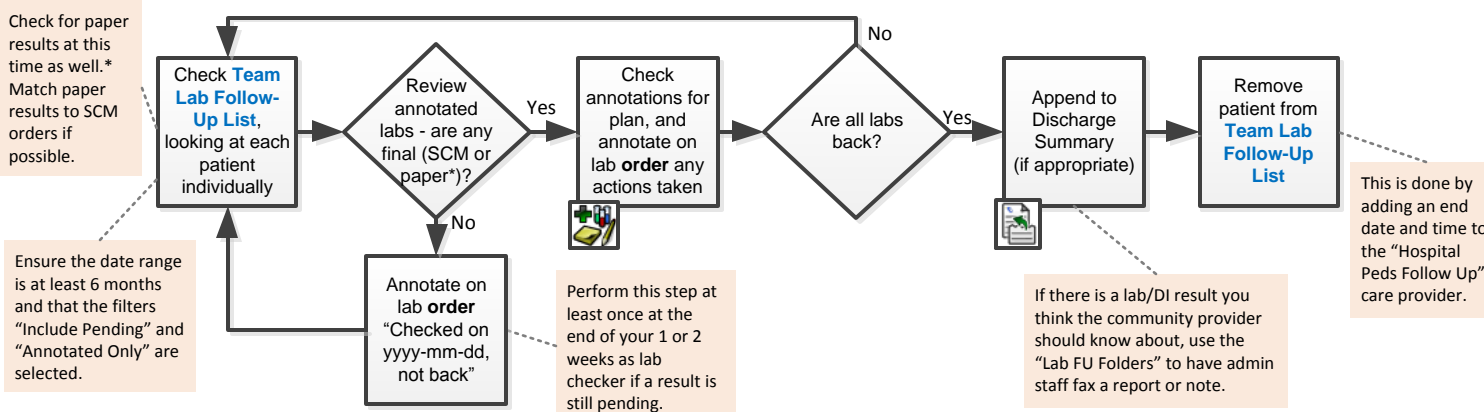 Check for paper
results at this
time as well.*
Match paper
results to SCM
orders if
possible.
Check Team
Lab Follow-
Up List,
looking at each
patient
individually
Ensure the date range
is at least 6 months
and that the filters
“Include Pending” and
“Annotated Only” are
selected.
Review
annotated
labs - are any
final (SCM or
paper*)?
Yes
No
Annotate on
lab order
“Checked on
yyyy-mm-dd,
not back”
Perform this step at
least once at the
end of your 1 or 2
weeks as lab
checker if a result is
still pending.
Check
annotations for
plan, and
annotate on
lab order any
actions taken
No
Are all labs
back?
Yes
Append to
Discharge
Summary
(if appropriate)
If there is a lab/DI result you
think the community provider
should know about, use the
“Lab FU Folders” to have admin
staff fax a report or note.
Remove
patient from
Team Lab
Follow-Up
List
This is done by
adding an end
date and time to
the “Hospital
Peds Follow Up”
care provider.